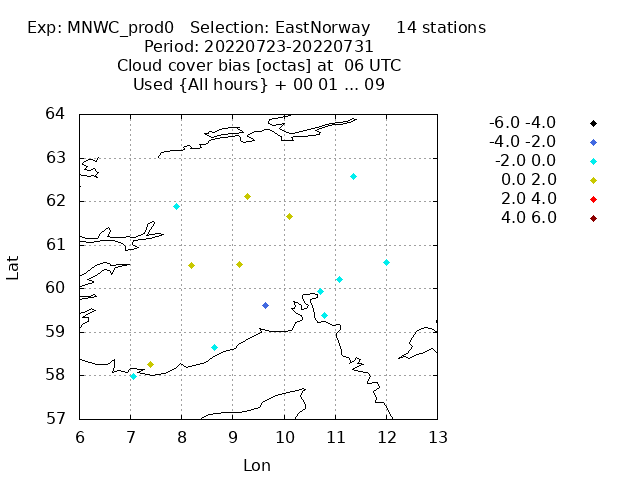 Exp: MNWC_prod0   Selection: EastNorway     14 stations
Period: 20220723-20220731
Cloud cover bias [octas] at  06 UTC
Used {All hours} + 00 01 ... 09
-6.0 -4.0
-4.0 -2.0
-2.0 0.0
0.0 2.0
2.0 4.0
4.0 6.0
64
63
62
61
60
59
58
57
Lat
6 7 8 9 10 11 12 13
Lon